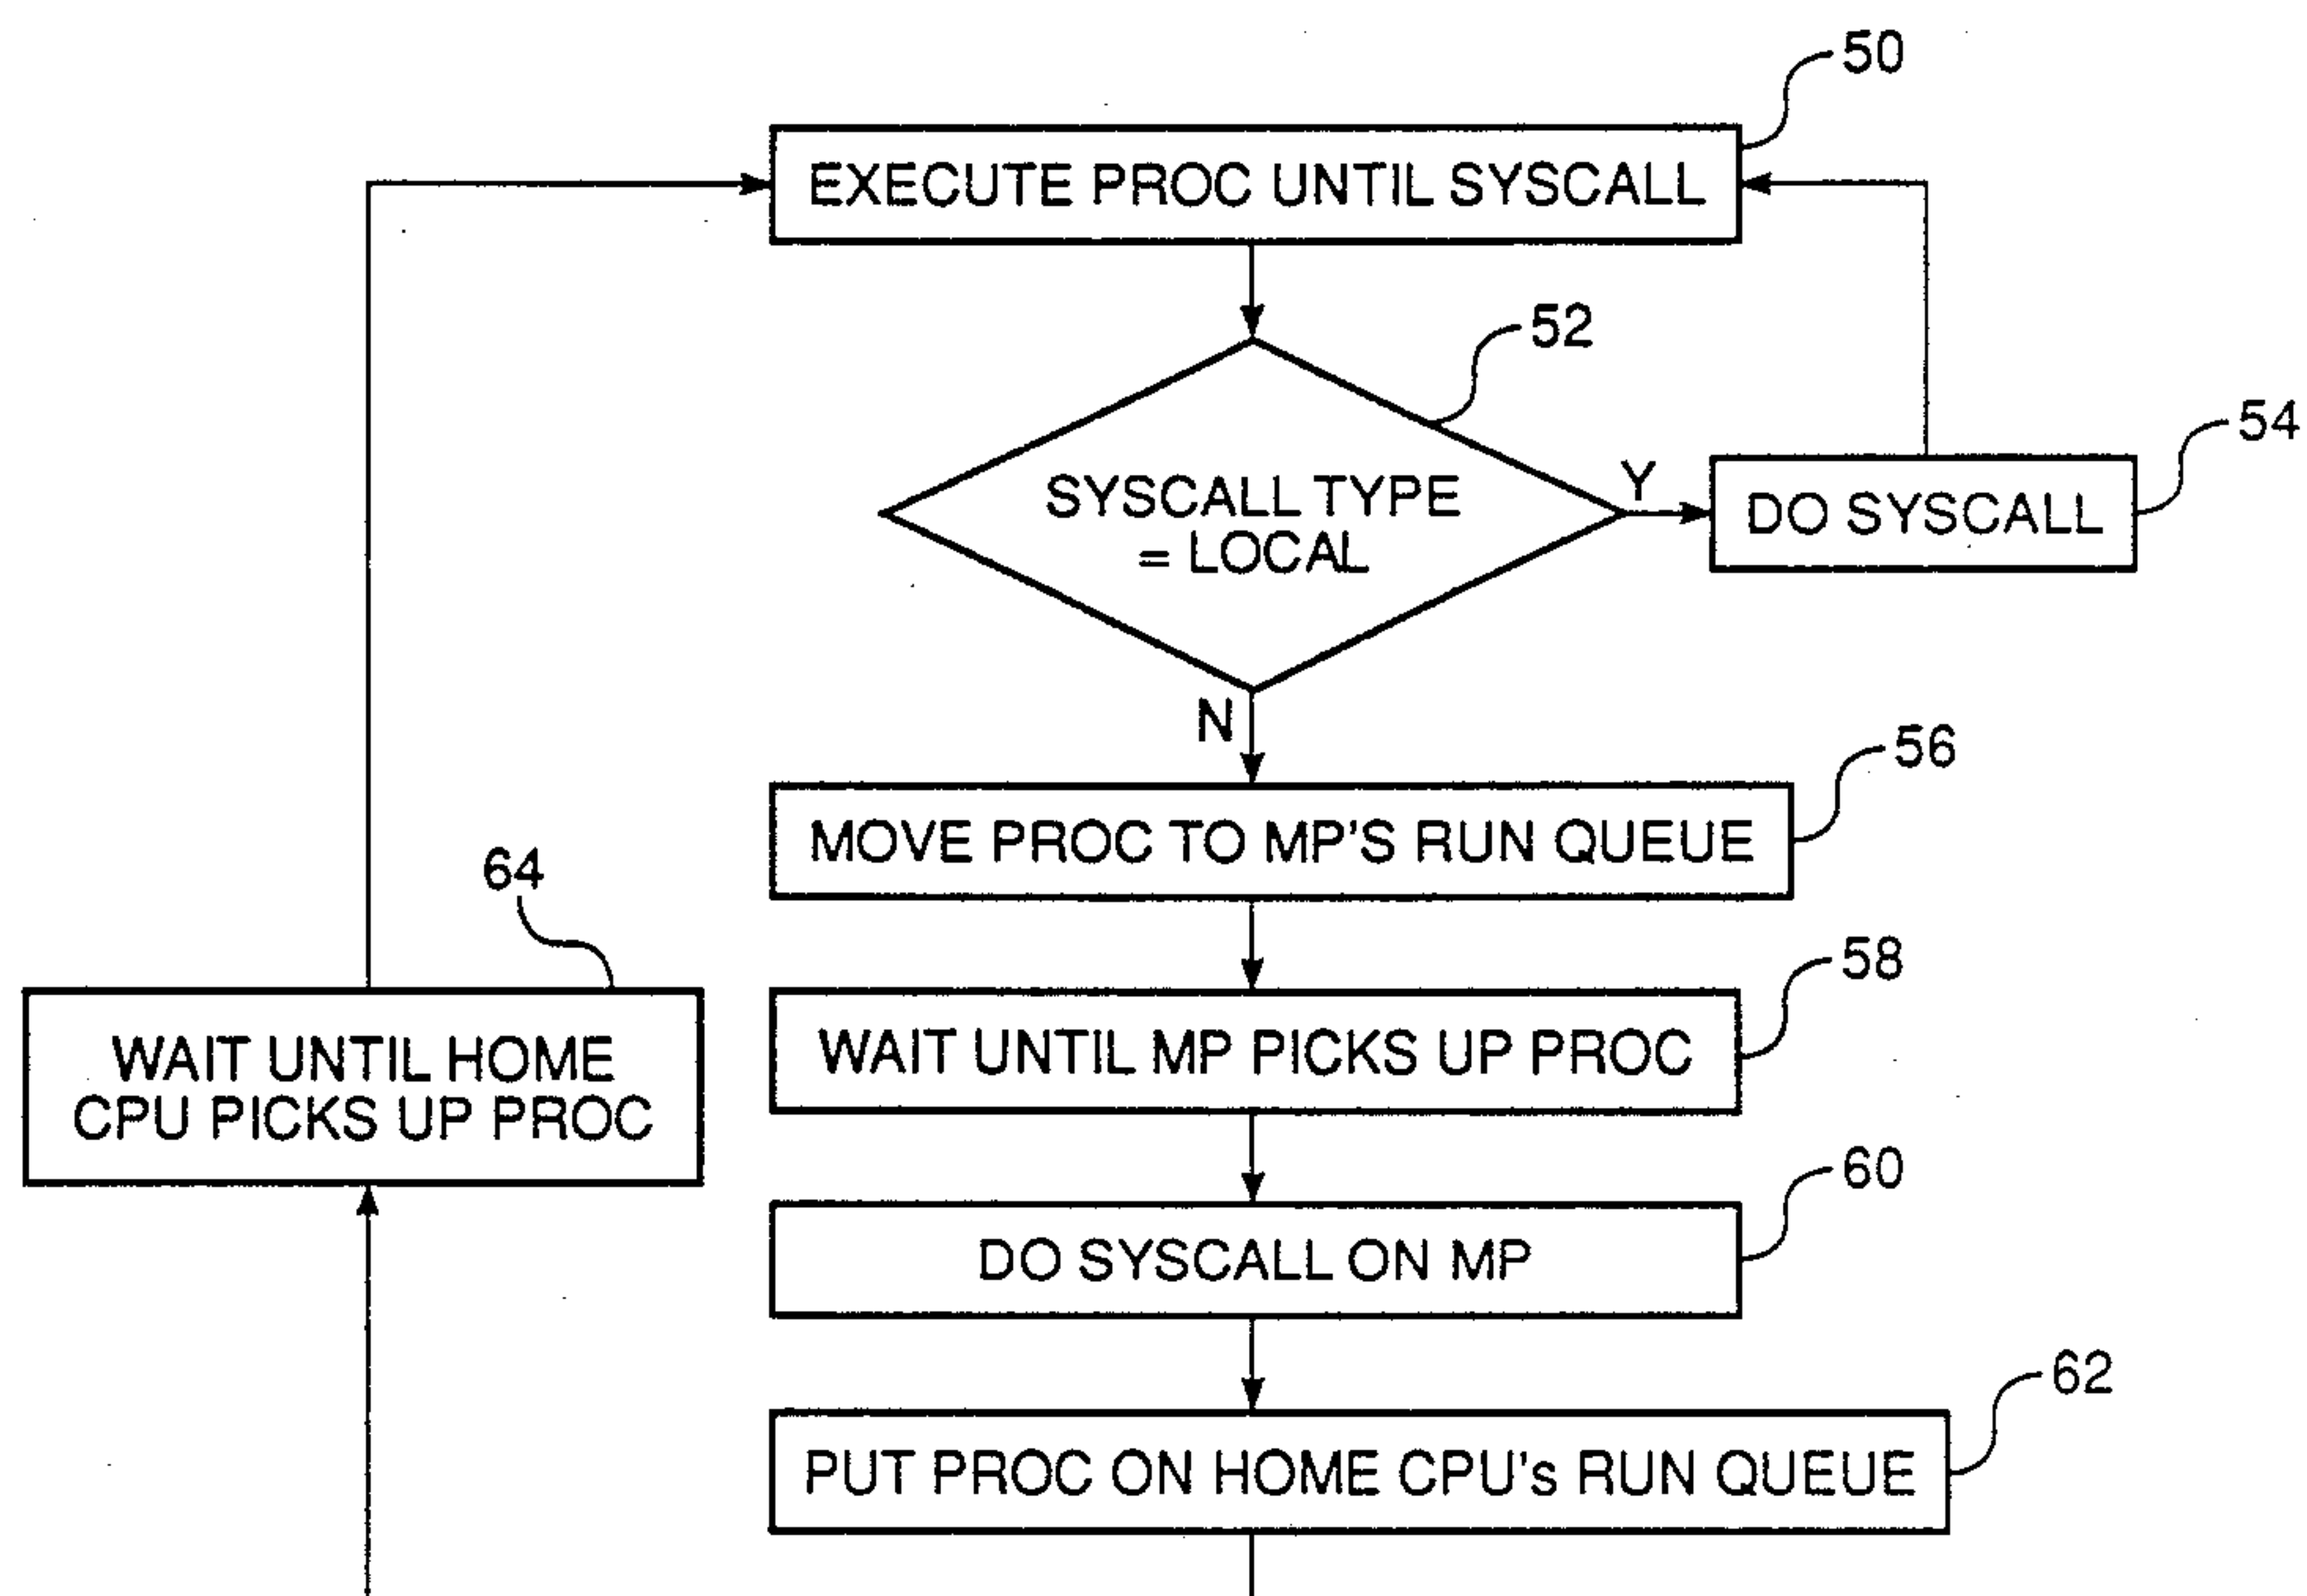 50
EXECUTE PROC UNTIL SYSCALL
52
SYSCALL TYPE
= LOCAL
Y
54
DO SYSCALL
N
56
MOVE PROC TO MP'S RUN QUEUE
64
WAIT UNTIL HOME
CPU PICKS UP PROC
58
WAIT UNTIL MP PICKS UP PROC
60
DO SYSCALL ON MP
62
PUT PROC ON HOME CPU's RUN QUEUE